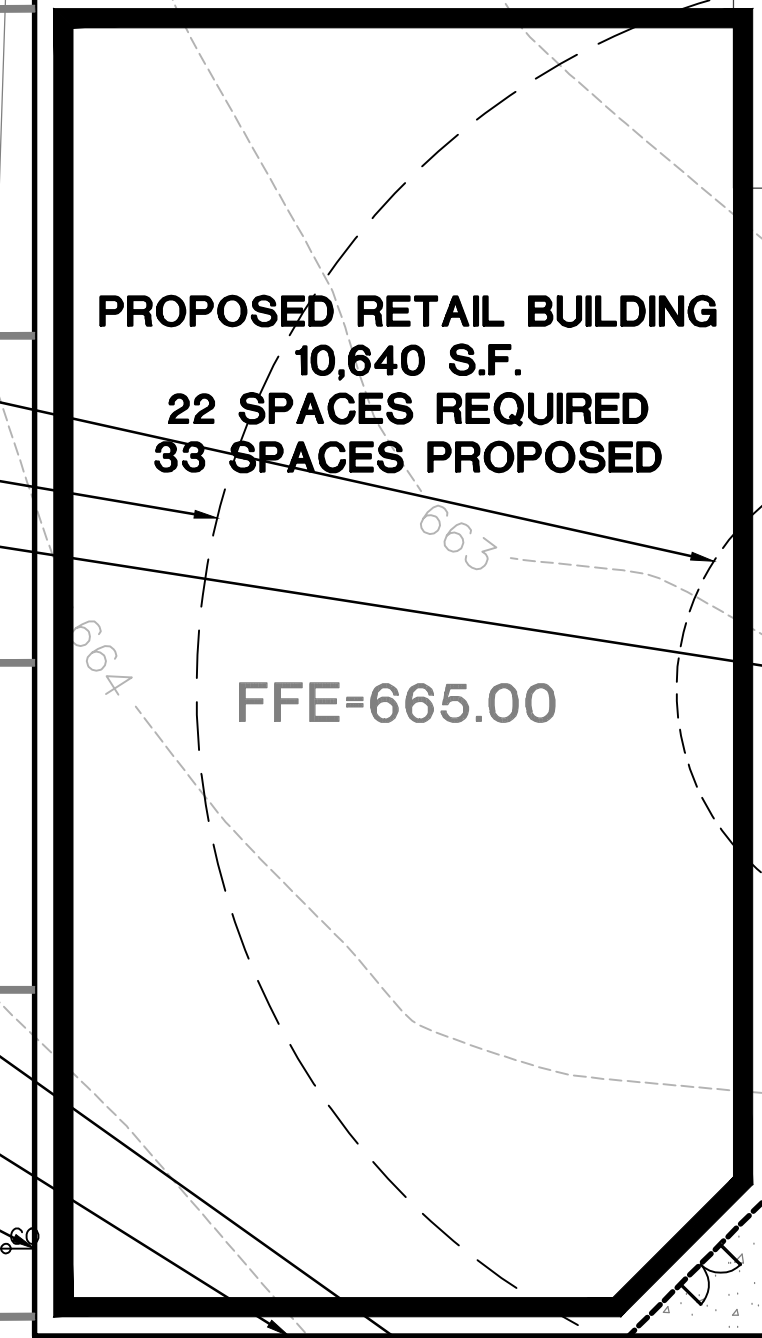 PROPOSED RETAIL BUILDING
10,640 S.F.
22 SPACES REQUIRED
33 SPACES PROPOSED
663
664
FFE=665.00